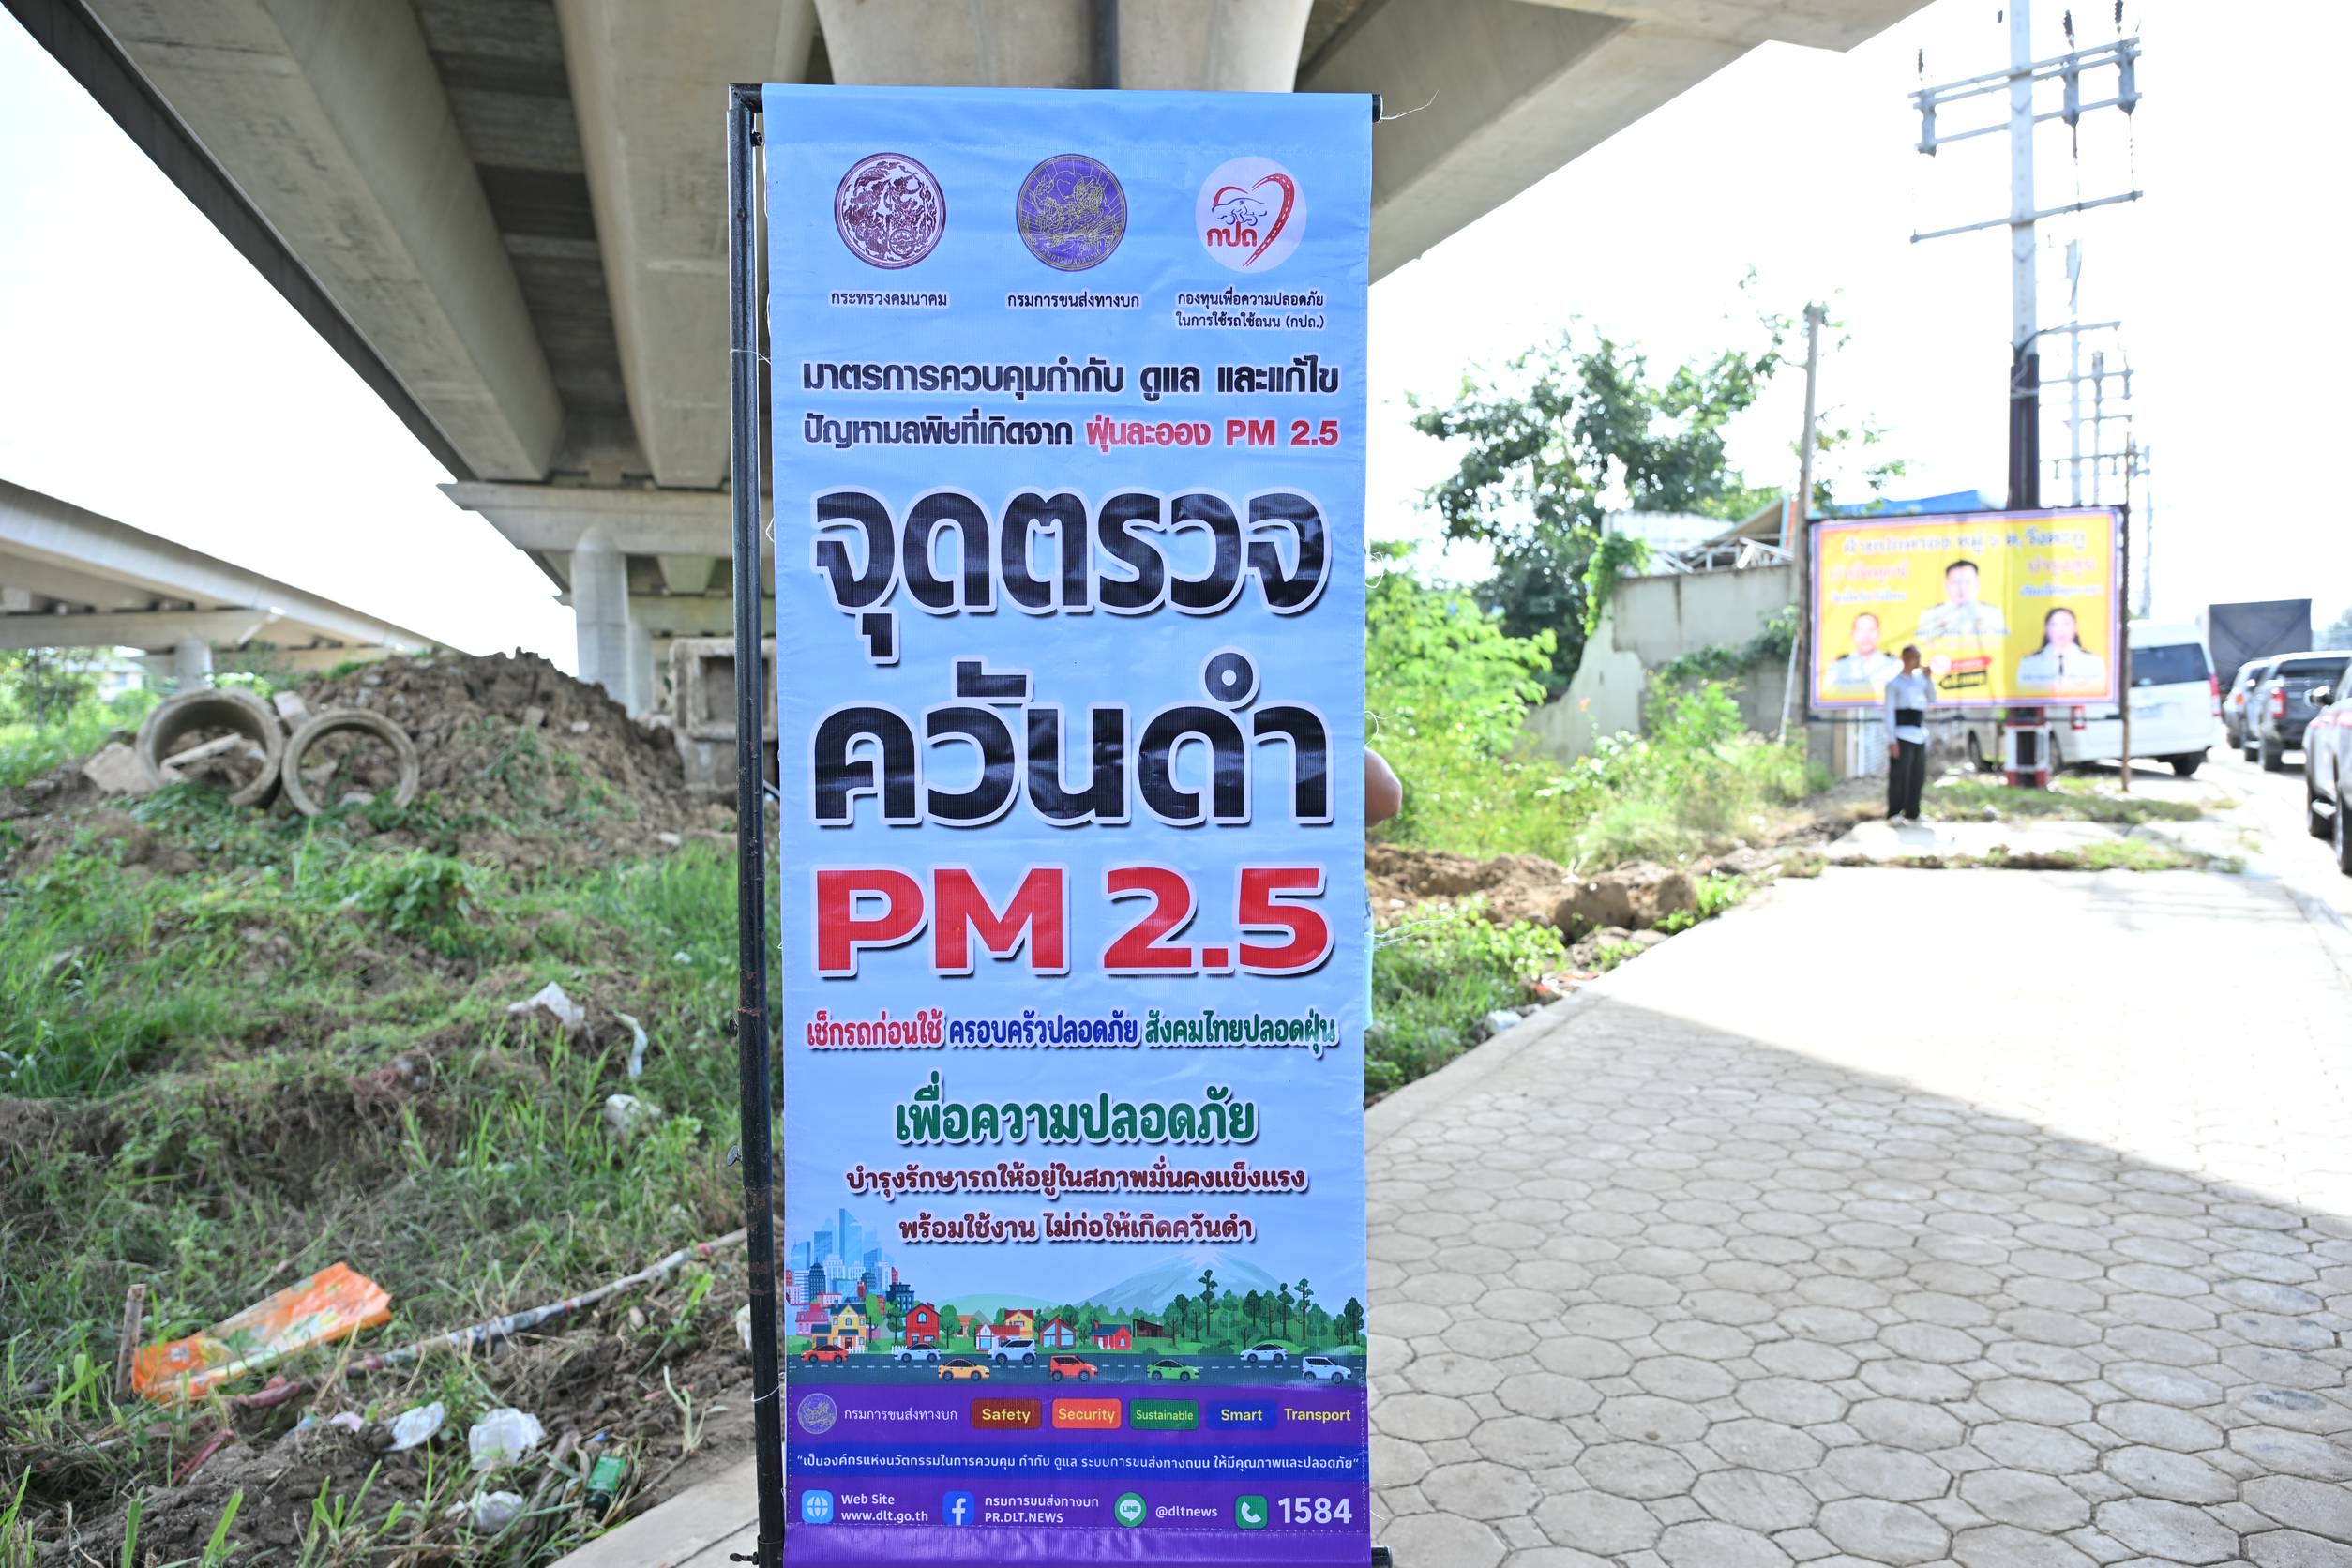 กปถ
กระทรวงคมนาคม
กรมการขนส่งทางบก
กองทุนเพื่อความปลอดภัย
ในการใช้รถใช้ถนน (กปถ.)
มาตรการควบคุมกำกับ ดูแล และแก้ไข
ปัญหามลพิษที่เกิดจาก ฝุ่นละออง PM 2.5
จุดตรวจ
ควันดำ
PM 2.5
เช็กรถก่อนใช้ ครอบครัวปลอดภัย สังคมไทยปลอดฝุ่น
เพื่อความปลอดภัย
บำรุงรักษารถให้อยู่ในสภาพมั่นคงแข็งแรง
พร้อมใช้งาน ไม่ก่อให้เกิดควันดำ
กรมการขนส่งทางบก Safety Security Sustainable Smart Transport
"เป็นองค์กรแห่งนวัตกรรมในการควบคุม กำกับ ดูแล ระบบการขนส่งทางถนน ให้มีคุณภาพและปลอดภัย"
Web Site
www.dlt.go.th
กรมการขนส่งทางบก
PR.DLT.NEWS
LINE
@dltnews
1584